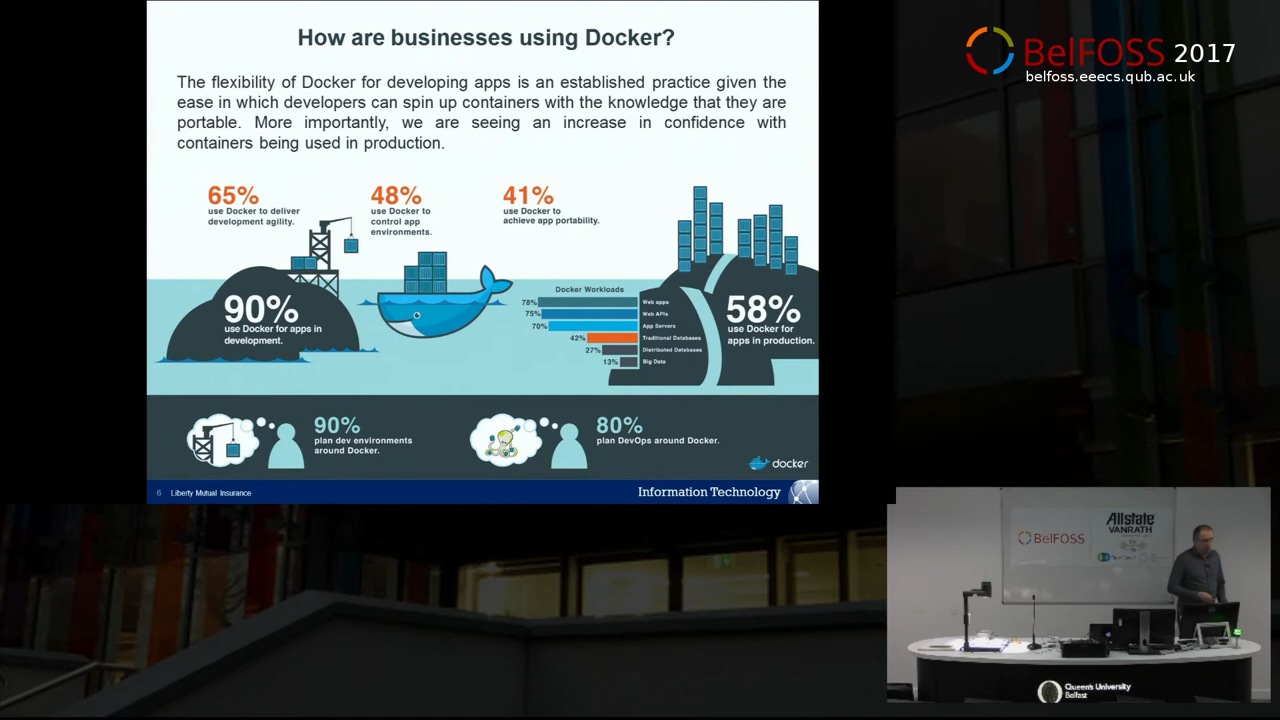 How are businesses using Docker?
The flexibility of Docker for developing apps is an established practice given the
ease in which developers can spin up containers with the knowledge that they are
portable. More importantly, we are seeing an increase in confidence with
containers being used in production.
65%
use Docker to deliver
development agility.
48%
use Docker to
control app
environments.
41%
use Docker to
achieve app portability.
90%
use Docker for apps in
development.
Docker Workloads
78% Web apps
75% Web APIs
70% App Servers
42% Traditional Databases
27% Distributed Databases
13% Big Data
58%
use Docker for
apps in production.
90%
plan dev environments
around Docker.
80%
plan DevOps around Docker.
docker
6 Liberty Mutual Insurance
Information Technology
BelFOSS 2017
belfoss.eeecs.qub.ac.uk
BelFOSS
Allstate
VANRATH
Queen's University
Belfast